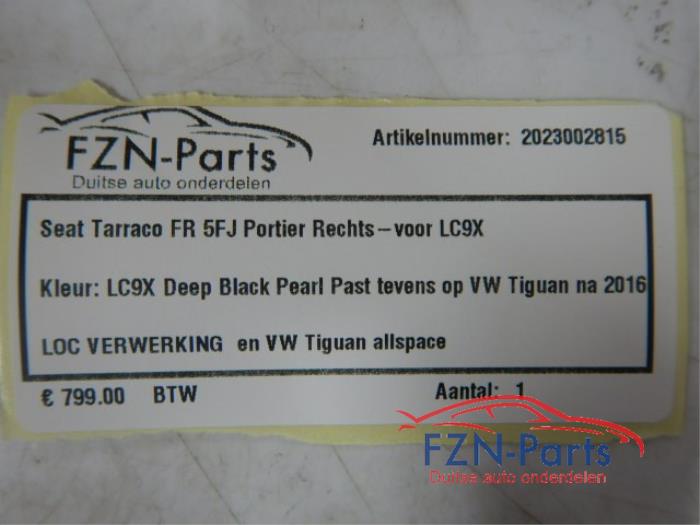 FZN-Parts
Duitse auto onderdelen
Artikelnummer: 2023002815
Seat Tarraco FR 5FJ Portier Rechts-voor LC9X
Kleur: LC9X Deep Black Pearl Past tevens op VW Tiguan na 2016
LOC VERWERKING en VW Tiguan allspace
€ 799.00 BTW Aantal: 1
FZN-Parts
Duitse auto onderdelen